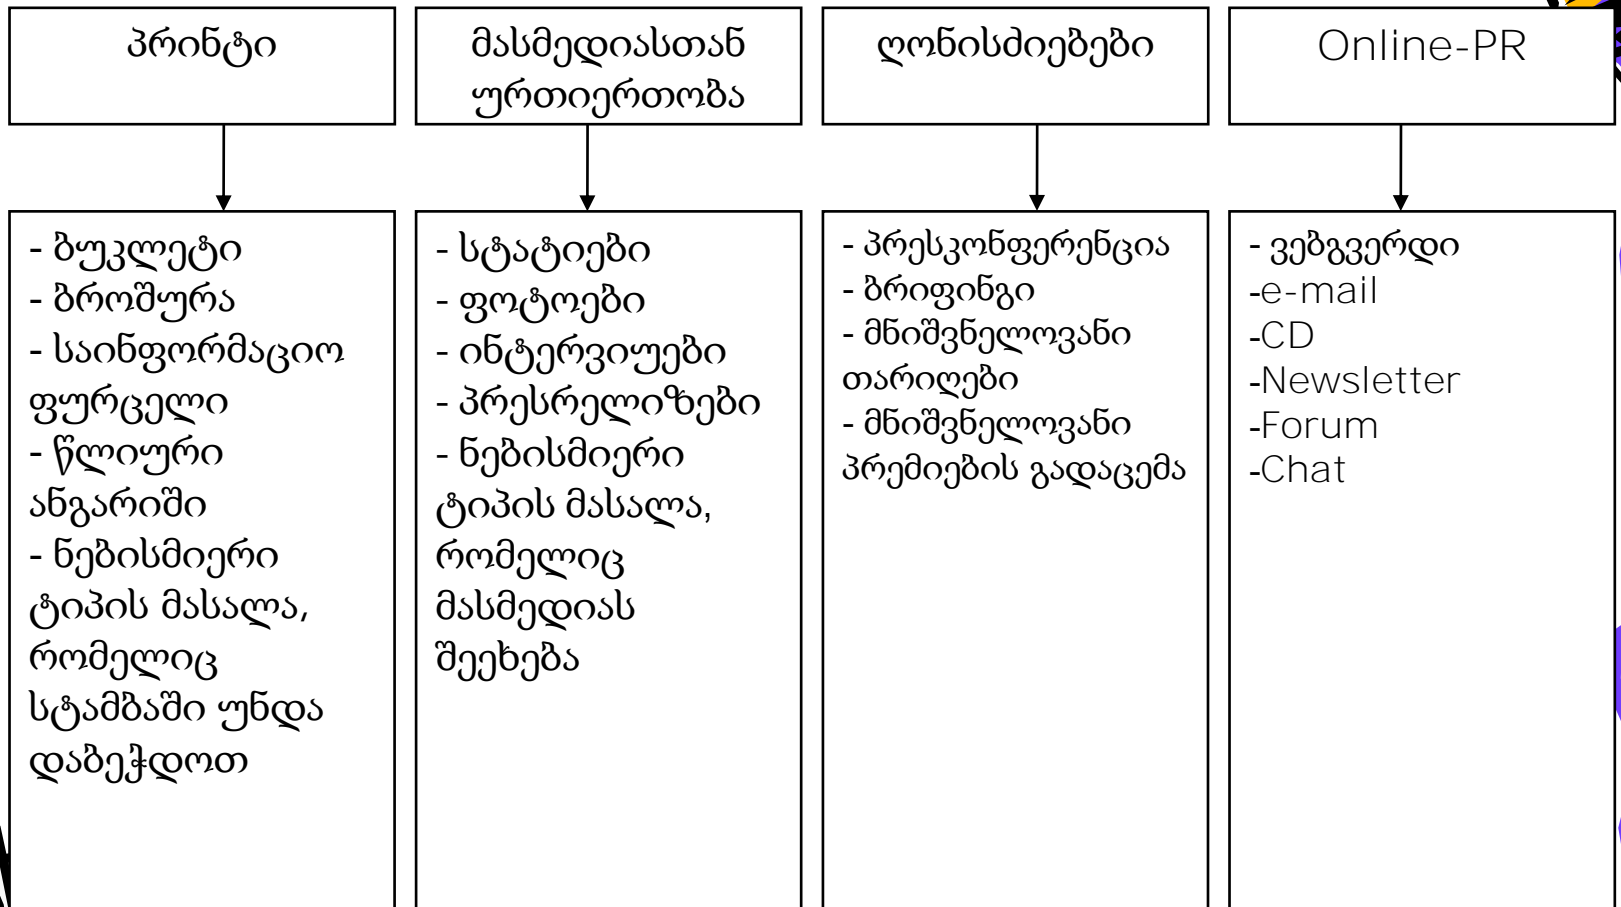 პრინტი
- ბუკლეტი
- ბროშურა
- საინფორმაციო
ფურცელი
- წლიური
ანგარიში
- ნებისმიერი
ტიპის მასალა,
რომელიც
სტამბაში უნდა
დაბეჭდოთ
მასმედიასთან
ურთიერთობა
- სტატიები
- ფოტოები
- ინტერვიუები
- პრესრელიზები
- ნებისმიერი
ტიპის მასალა,
რომელიც
მასმედიას
შეეხება
ღონისძიებები
- პრესკონფერენცია
- ბრიფინგი
- მნიშვნელოვანი
თარიღები
- მნიშვნელოვანი
პრემიების გადაცემა
Online-PR
- ვებგვერდი
-e-mail
-CD
-Newsletter
-Forum
-Chat